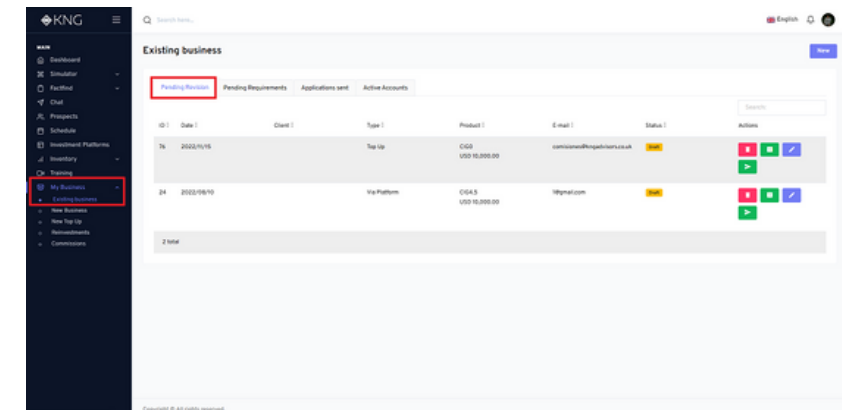 KNG
Search here...
English
MAIN
Dashboard
Simulator
Factfind
Chat
Prospects
Schedule
Investment Platforms
Inventory
Training
My Business
Existing business
New Business
New Top Up
Reinvestments
Commissions
Existing business
New
Pending Revision Pending Requirements Applications sent Active Accounts
Search
ID Date Client Type Product E-mail Status Actions
76 2022/11/15 Top Up CIG0 Draft
USD 10,000.00
24 2022/08/10 Via Platform CIG4.5 1@gmail.com Draft
USD 10,000.00
2 total
Copyright © All rights reserved